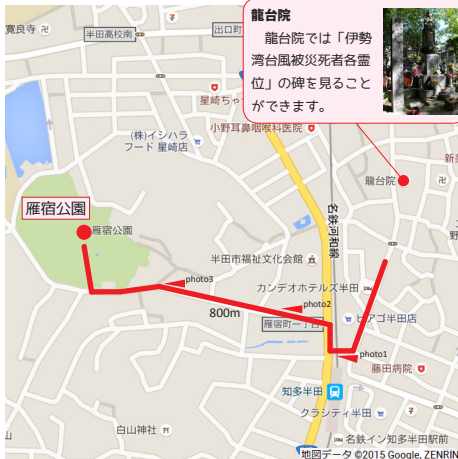 龍台院
龍台院では「伊勢
湾台風被災死者各霊
位」の碑を見ること
ができます。
寛良寺
半田高校南
出口町
星崎ちゃ
小野耳鼻咽喉科医院
(株)イシハラ
フード 星崎店
新美
龍台院
雁宿公園
雁宿公園
名鉄河和線
半田市福祉文化会館
野
photo3
カンデオホテルズ半田
photo2
800m
雁宿町一丁目
ピアゴ半田店
photo1
藤田病院
知多半田
クラシティ半田
白山神社
山
名鉄イン知多半田駅前
地図データ ©2015 Google, ZENRIN